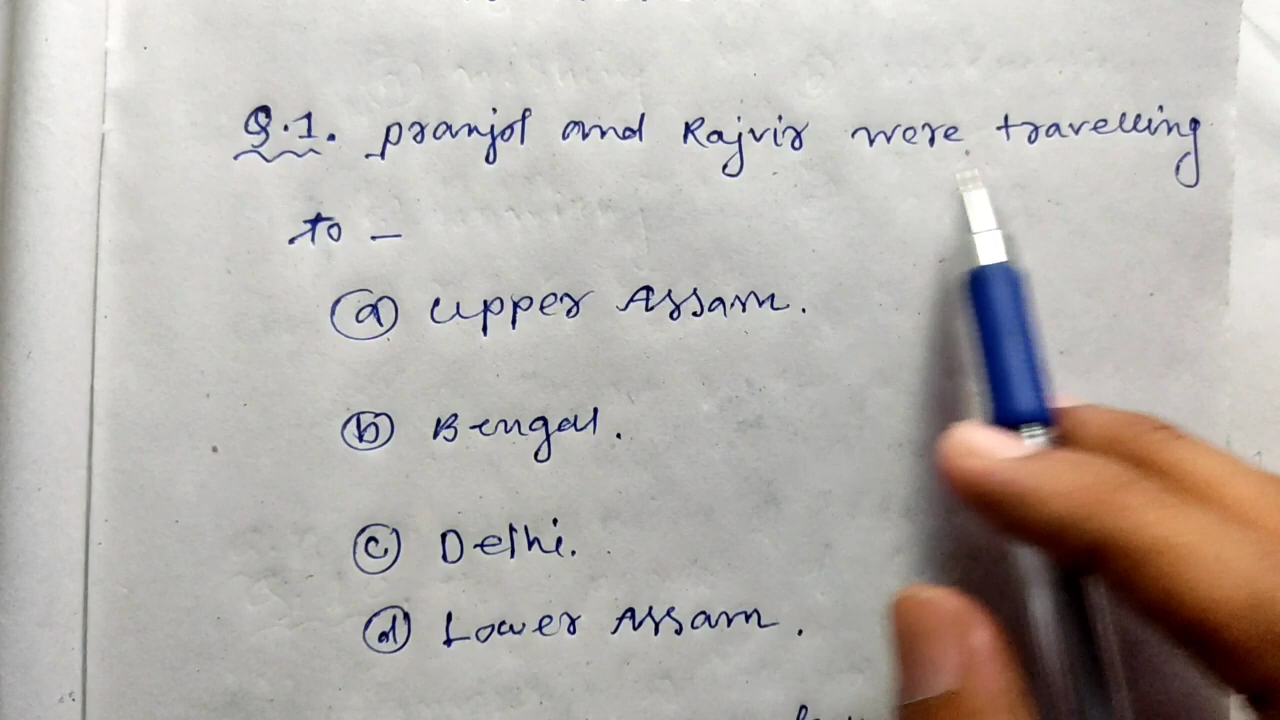 Q.1. Pranjol and Rajvir were travelling
to -
(a) Upper Assam.
(b) Bengal.
(c) Delhi.
(d) Lower Assam.